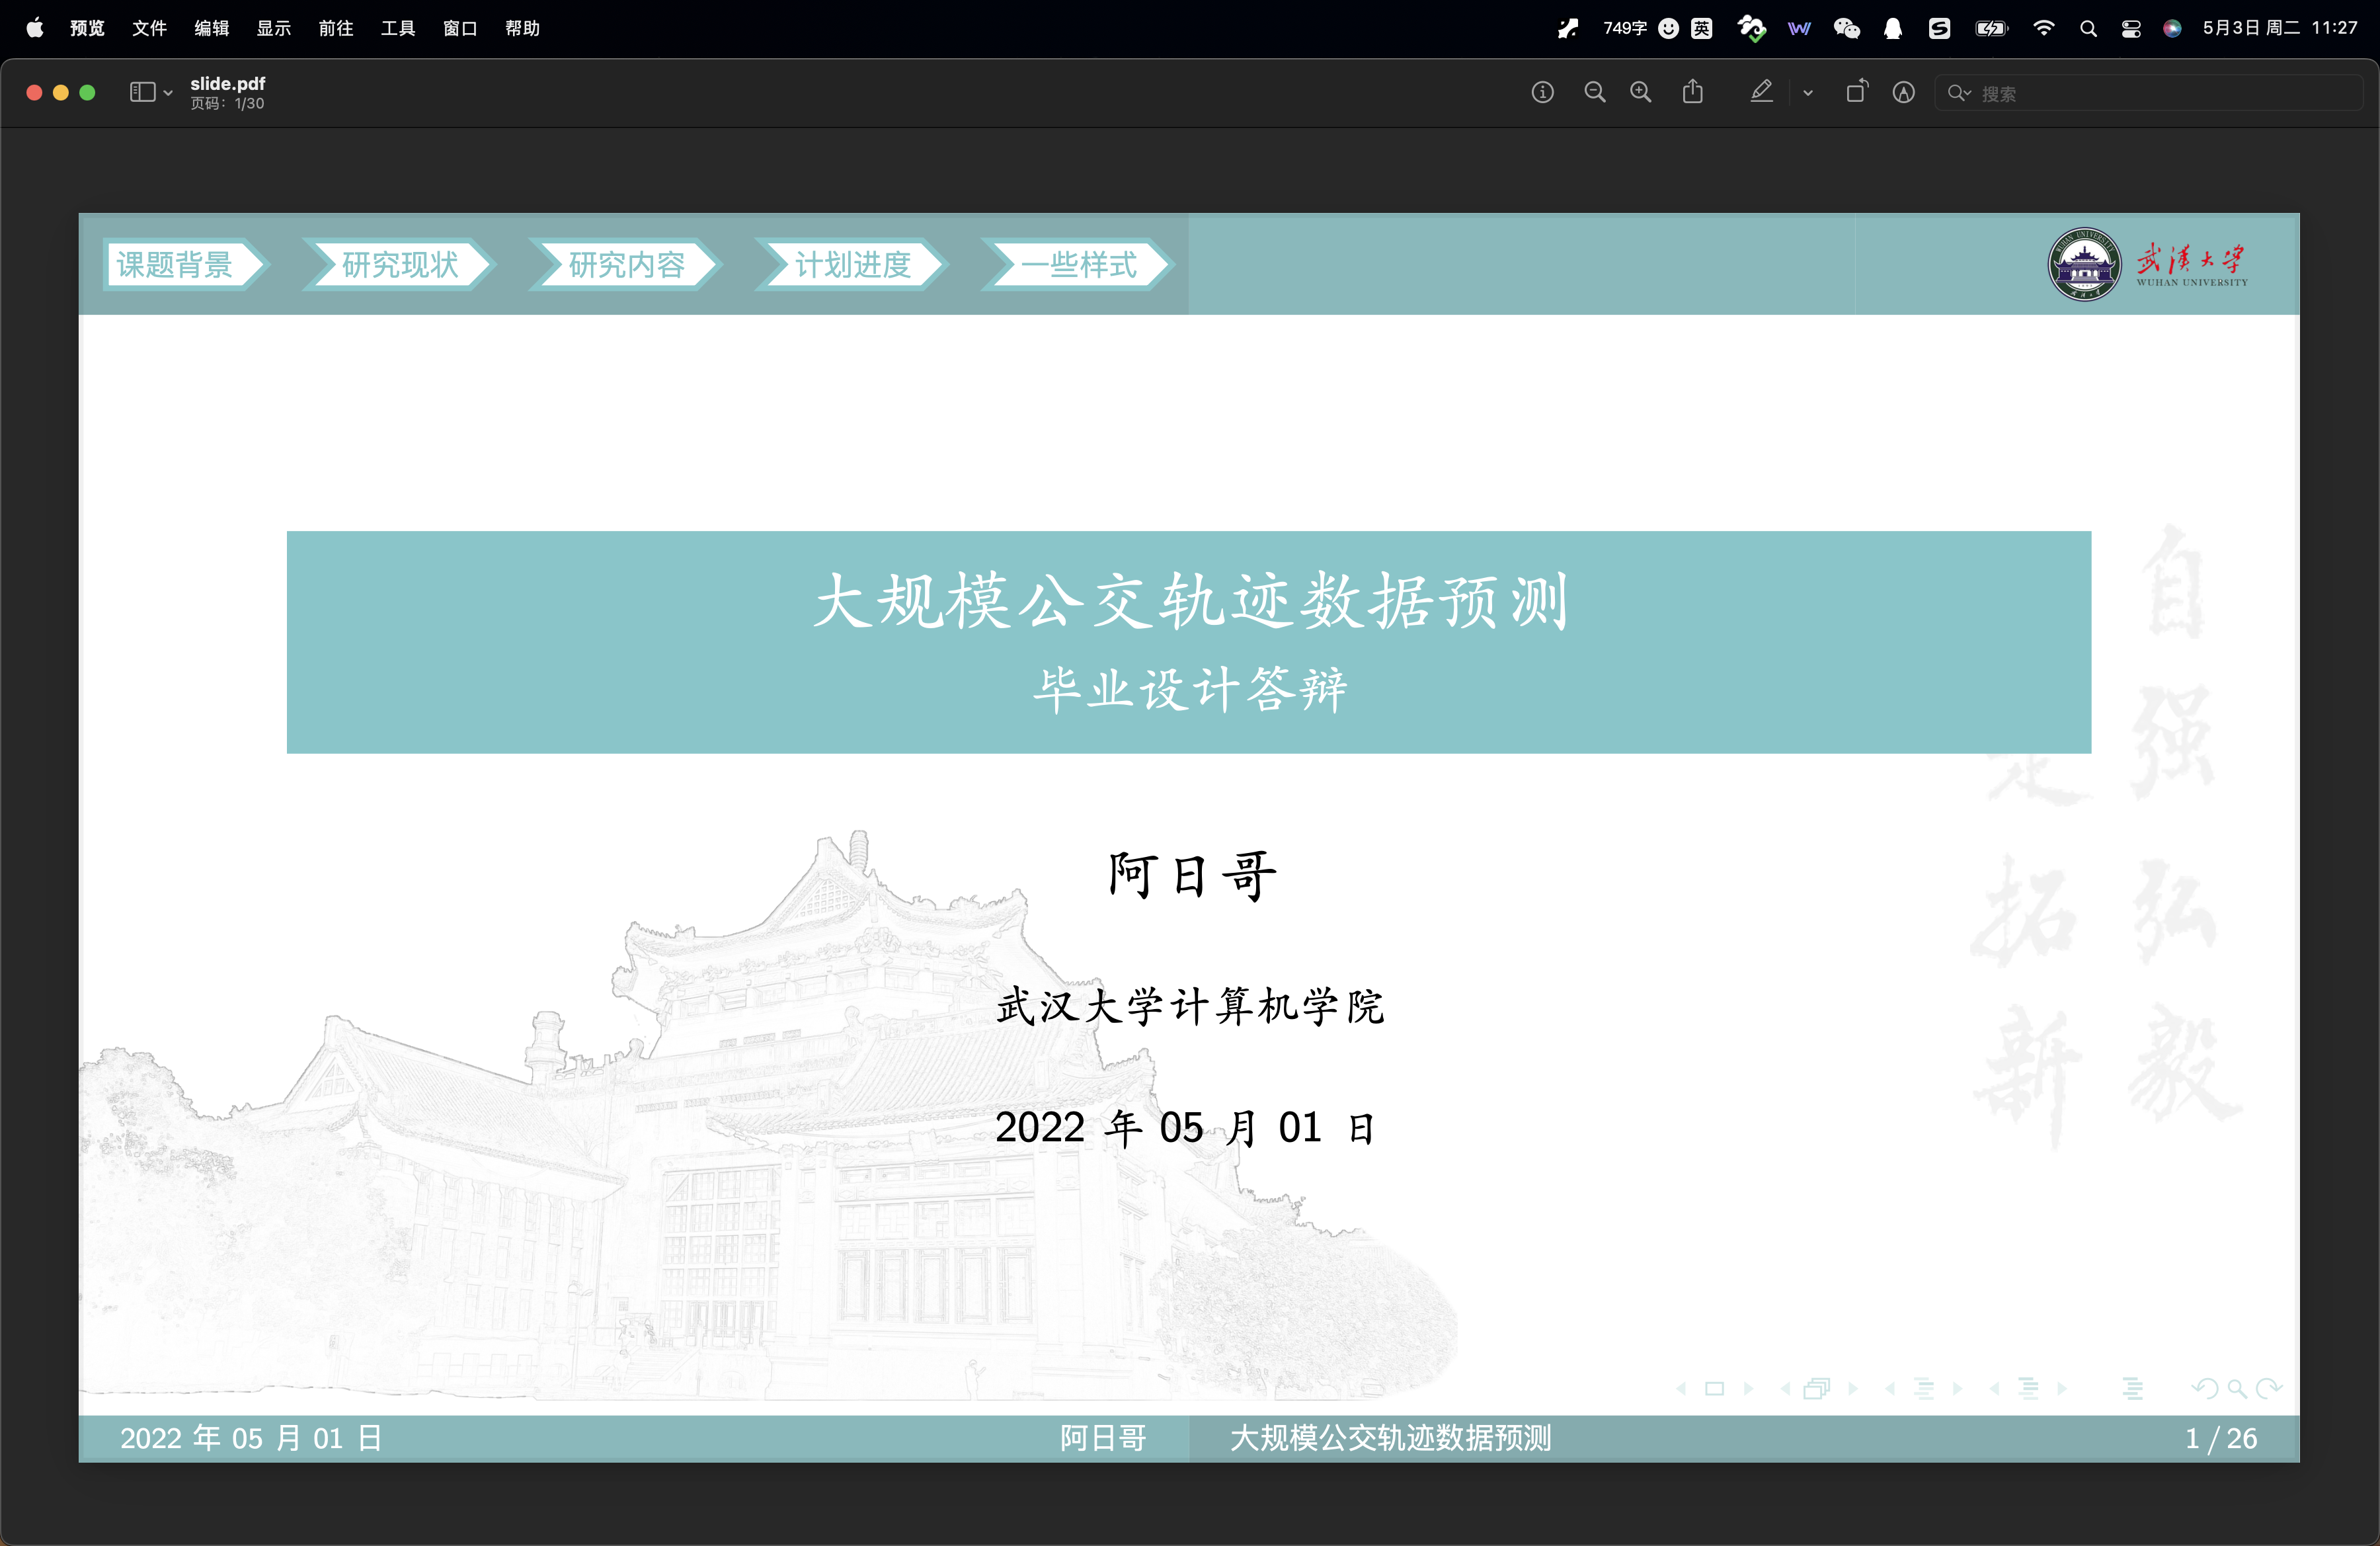 预览 文件 编辑 显示 前往 工具 窗口 帮助 749字 英 5月3日 周二 11:27
slide.pdf
页码：1/30
搜索
课题背景 研究现状 研究内容 计划进度 一些样式
武漢大学
WUHAN UNIVERSITY
大规模公交轨迹数据预测
毕业设计答辩
阿日哥
武汉大学计算机学院
2022 年 05 月 01 日
自强弘毅
拓新
2022 年 05 月 01 日 阿日哥 大规模公交轨迹数据预测 1 / 26